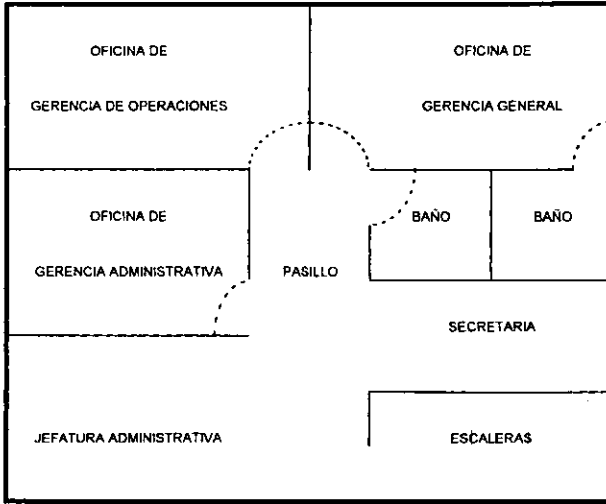 OFICINA DE
GERENCIA DE OPERACIONES
OFICINA DE
GERENCIA GENERAL
OFICINA DE
GERENCIA ADMINISTRATIVA
PASILLO
BAÑO
BAÑO
SECRETARIA
JEFATURA ADMINISTRATIVA
ESCALERAS